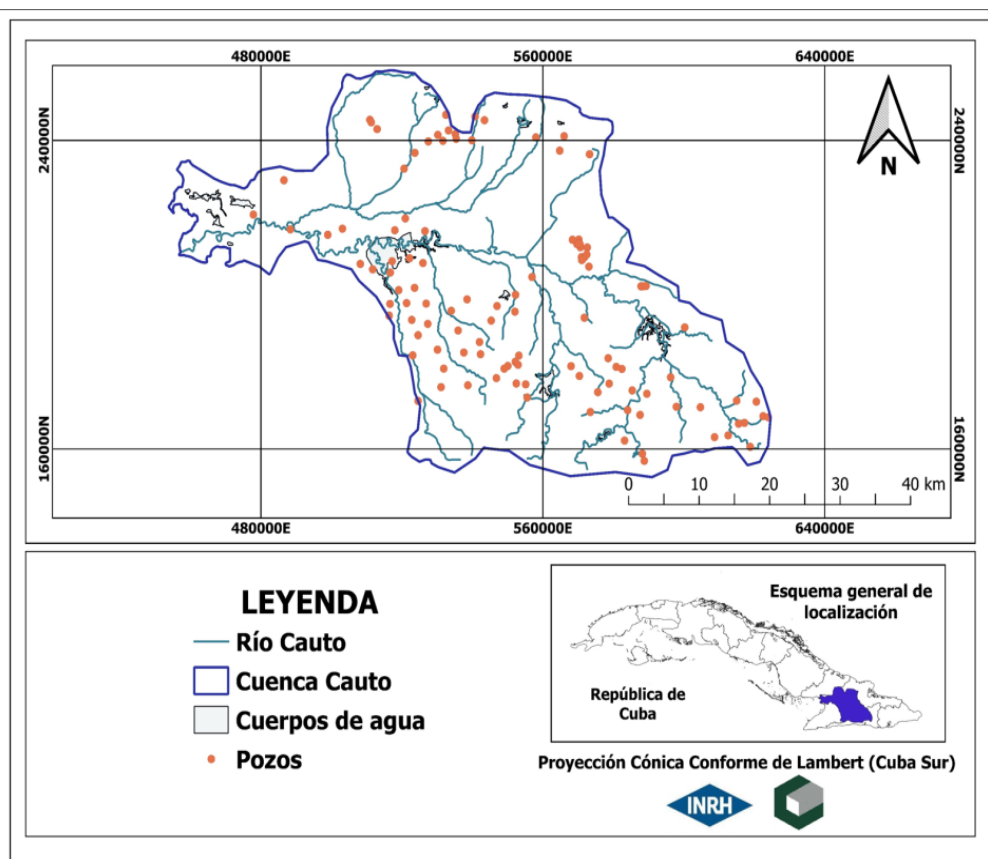 480000E 560000E 640000E
240000N 240000N
N
160000N 160000N
0 10 20 30 40 km
480000E 560000E 640000E
LEYENDA
Río Cauto
Cuenca Cauto
Cuerpos de agua
Pozos
Esquema general de
localización
República de
Cuba
Proyección Cónica Conforme de Lambert (Cuba Sur)
INRH